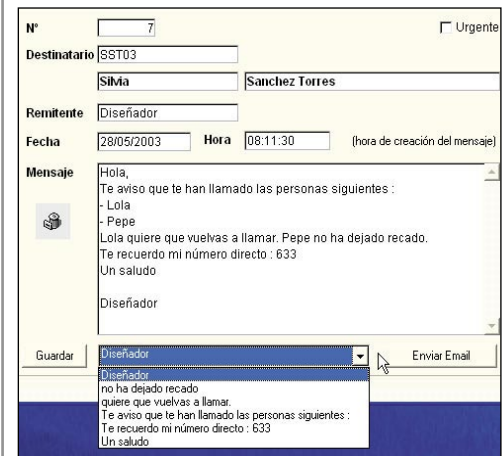 N° 7 Urgente
Destinatario SST03
Silvia Sanchez Torres
Remitente Diseñador
Fecha 28/05/2003 Hora 08:11:30 (hora de creación del mensaje)
Mensaje Hola,
Te aviso que te han llamado las personas siguientes :
- Lola
- Pepe
Lola quiere que vuelvas a llamar. Pepe no ha dejado recado.
Te recuerdo mi número directo : 633
Un saludo
Diseñador
Guardar Diseñador Enviar Email
Diseñador
no ha dejado recado
quiere que vuelvas a llamar.
Te aviso que te han llamado las personas siguientes :
Te recuerdo mi número directo : 633
Un saludo